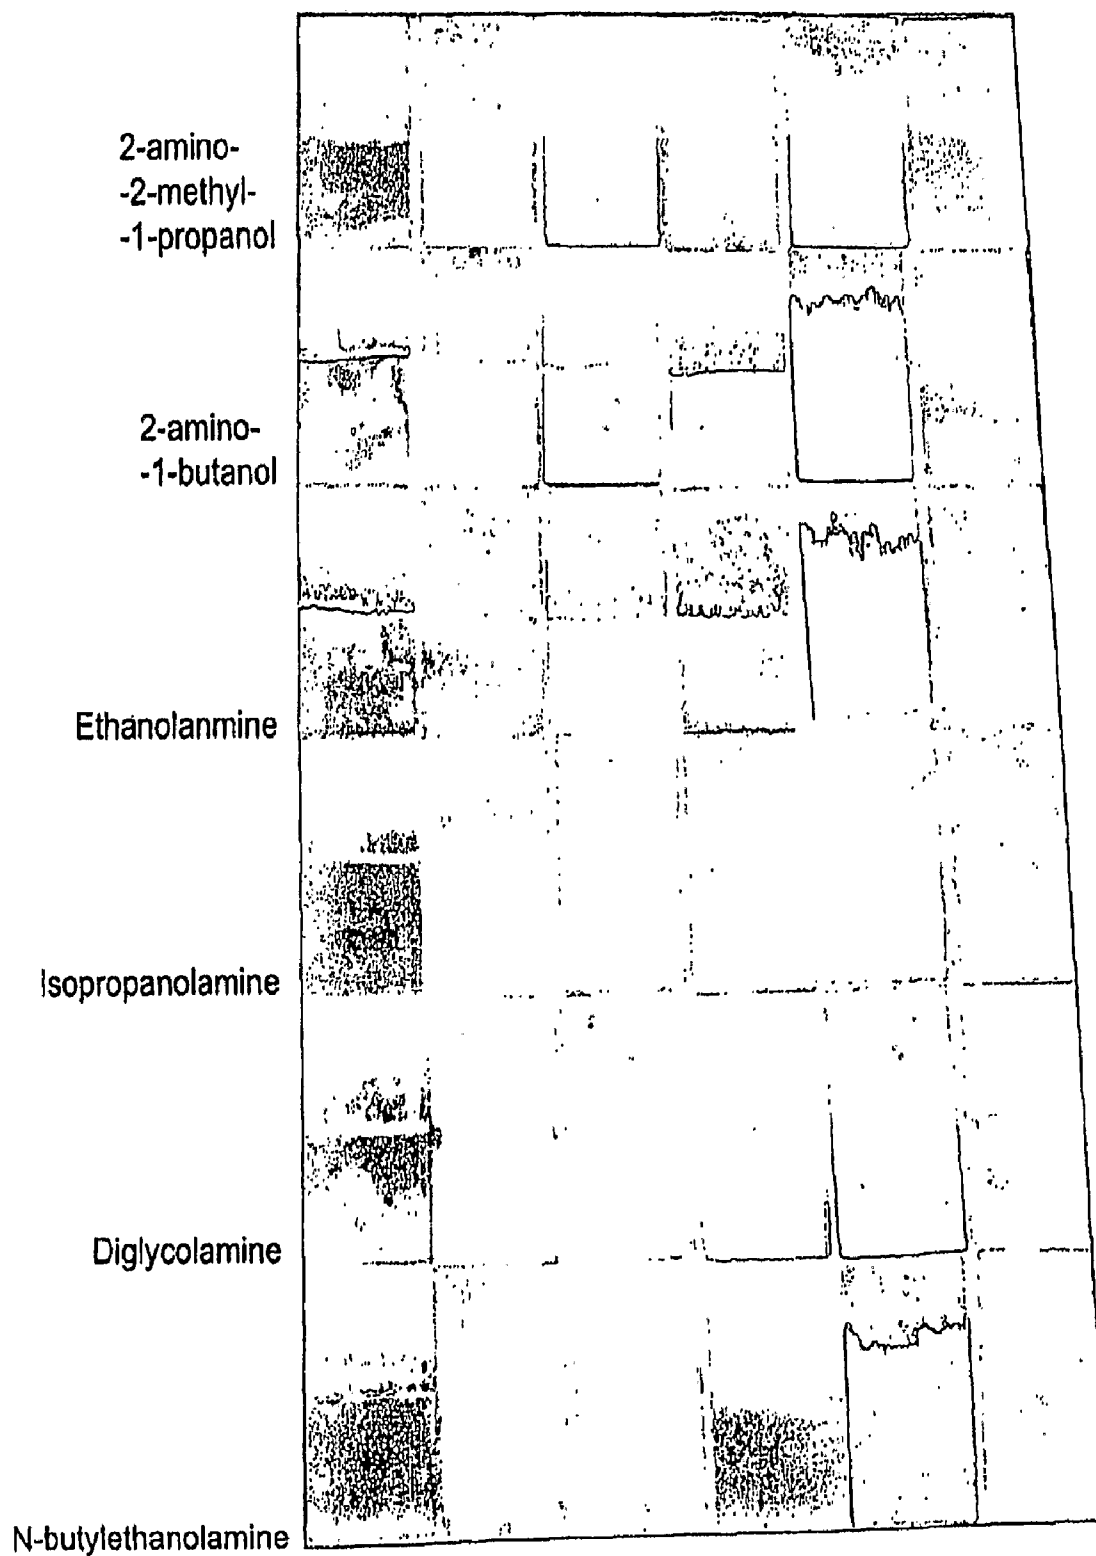 2-amino-
-2-methyl-
-1-propanol
2-amino-
-1-butanol
Ethanolanmine
Isopropanolamine
Diglycolamine
N-butylethanolamine